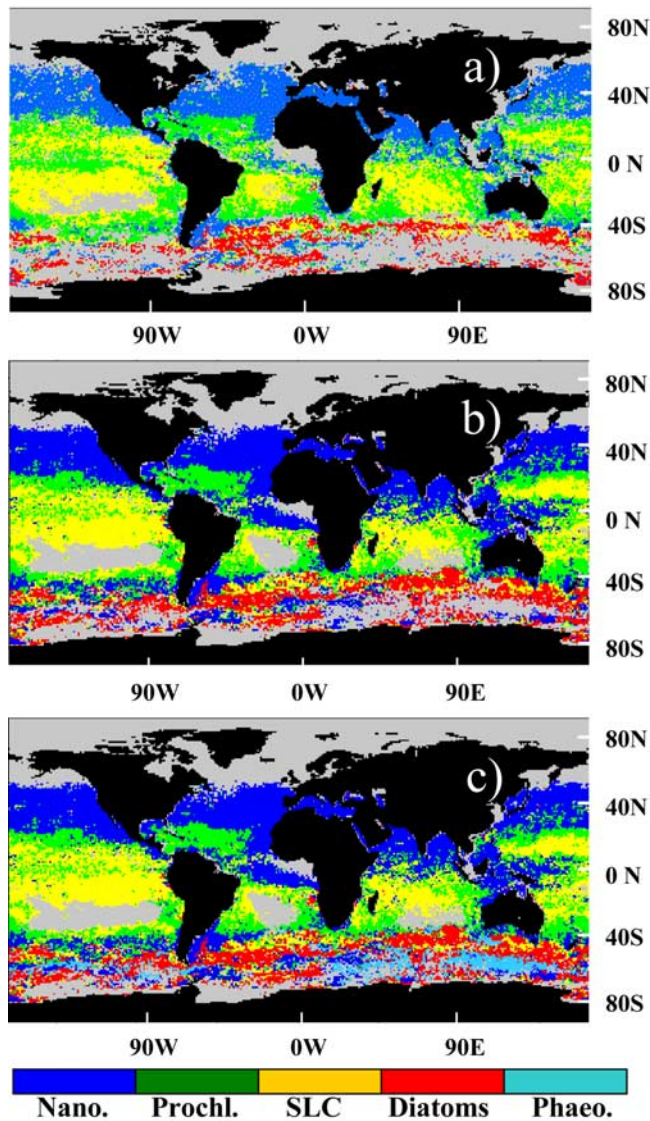 a)
80N
40N
0 N
40S
80S
90W 0W 90E
b)
80N
40N
0 N
40S
80S
90W 0W 90E
c)
80N
40N
0 N
40S
80S
90W 0W 90E
Nano. Prochl. SLC Diatoms Phaeo.